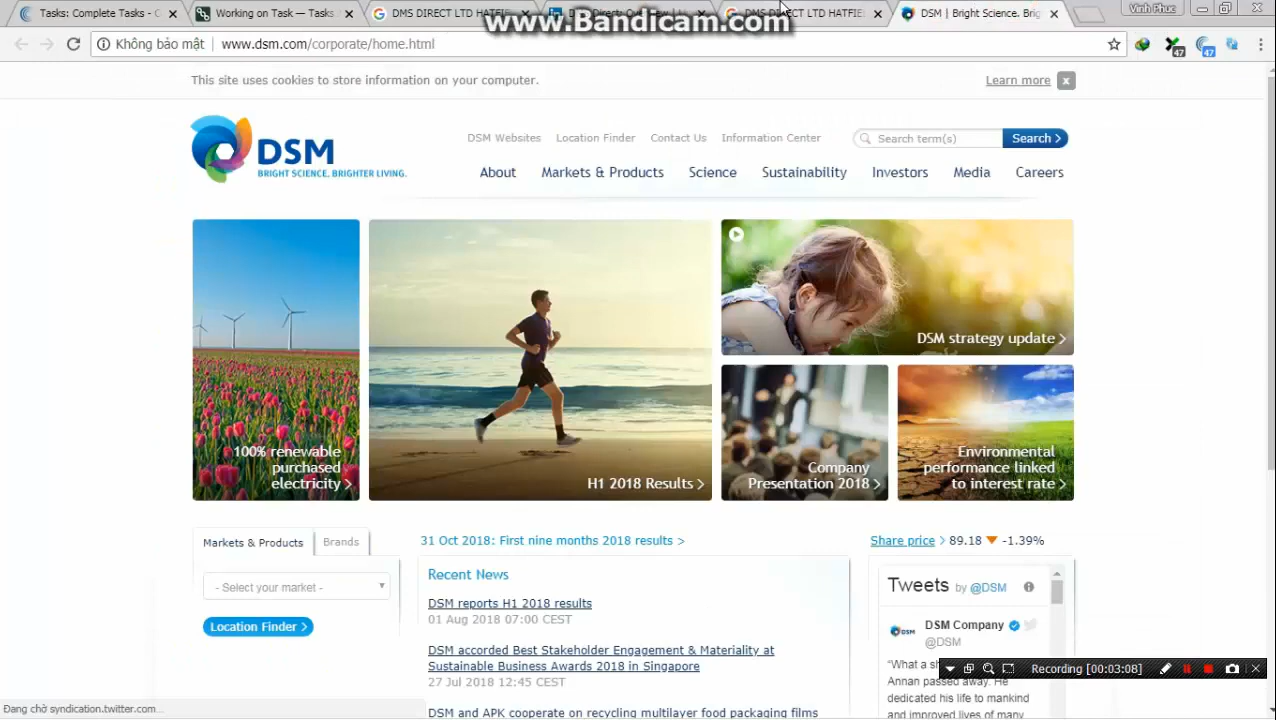 Tasks: Complete Tasks - C
Working on Task — Tasks
DMS DIRECT LTD HATFIE
DSM | Bright Science. Brig
Vinh Phuc
www.Bandicam.com
Không bảo mật
www.dsm.com/corporate/home.html
47
47
This site uses cookies to store information on your computer.
Learn more
x
DSM
BRIGHT SCIENCE. BRIGHTER LIVING.
DSM Websites
Location Finder
Contact Us
Information Center
Search term(s)
Search >
About
Markets & Products
Science
Sustainability
Investors
Media
Careers
100% renewable
purchased
electricity >
H1 2018 Results >
DSM strategy update >
Company
Presentation 2018 >
Environmental
performance linked
to interest rate >
Markets & Products
Brands
- Select your market -
Location Finder >
31 Oct 2018: First nine months 2018 results >
Recent News
DSM reports H1 2018 results
01 Aug 2018 07:00 CEST
DSM accorded Best Stakeholder Engagement & Materiality at
Sustainable Business Awards 2018 in Singapore
27 Jul 2018 12:45 CEST
DSM and APK cooperate on recycling multilayer food packaging films
Share price > 89.18 -1.39%
Tweets by @DSM
DSM Company
@DSM
"What a s
Annan passed away. He
dedicated his life to mankind
and improved lives of many
Recording [00:03:08]
Đang chờ syndication.twitter.com...